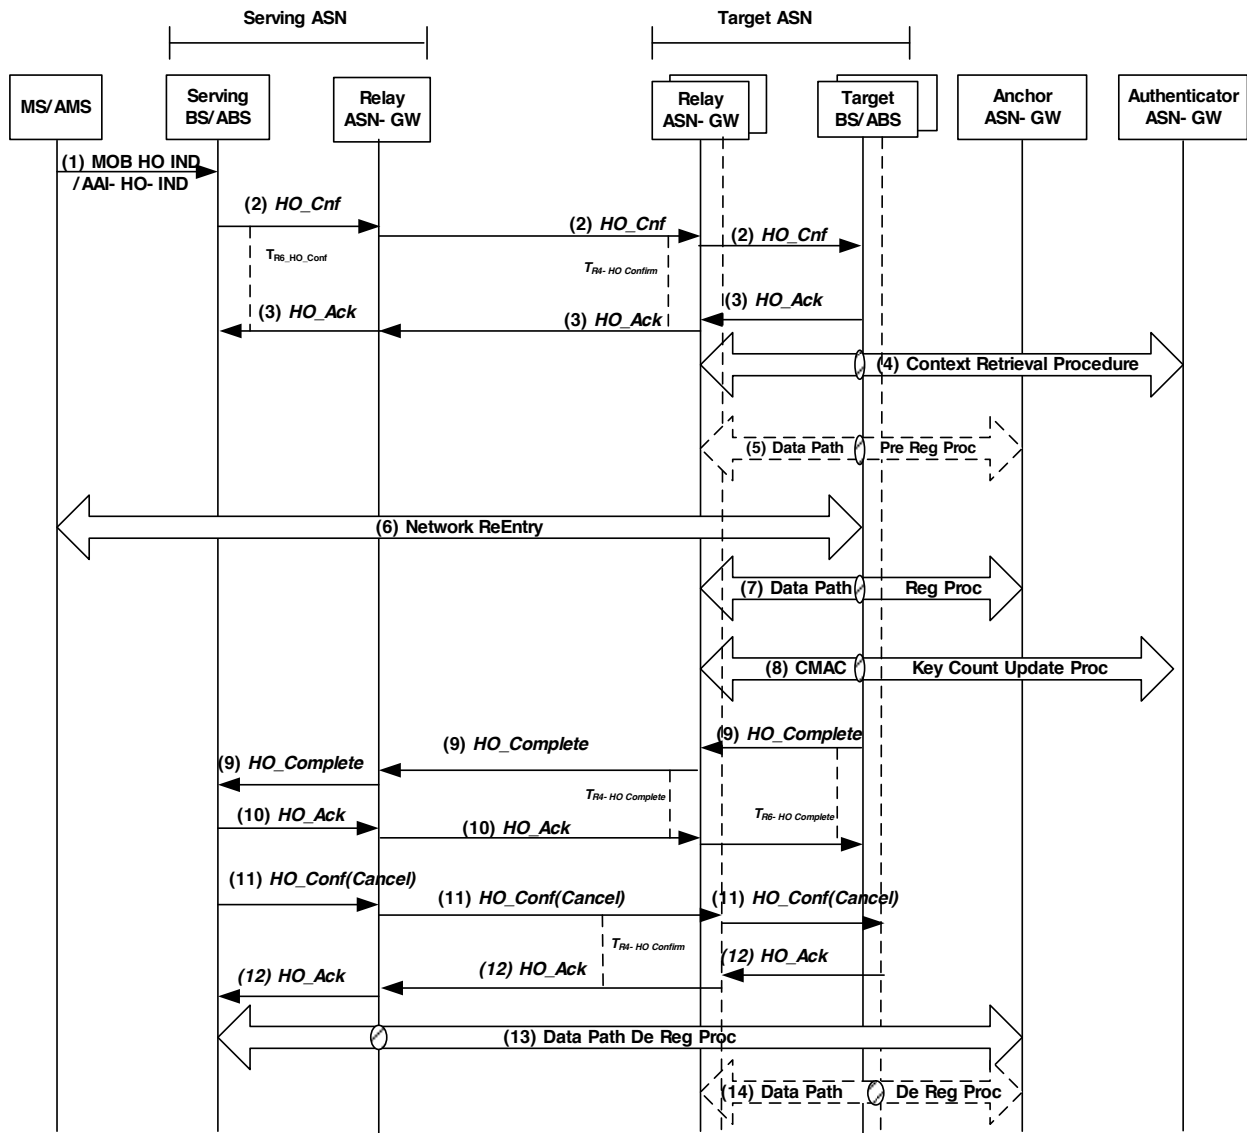 Serving ASN
Target ASN
MS/AMS
Serving
BS/ABS
Relay
ASN- GW
Relay
ASN- GW
Target
BS/ABS
Anchor
ASN- GW
Authenticator
ASN- GW
(1) MOB HO IND
/AAI- HO- IND
(2) HO_Cnf
(2) HO_Cnf
(2) HO_Cnf
TR6_HO_Conf
TR4- HO Confirm
(3) HO_Ack
(3) HO_Ack
(3) HO_Ack
(4) Context Retrieval Procedure
(5) Data Path Pre Reg Proc
(6) Network ReEntry
(7) Data Path Reg Proc
(8) CMAC Key Count Update Proc
(9) HO_Complete
(9) HO_Complete
(9) HO_Complete
TR4- HO Complete
TR6- HO Complete
(10) HO_Ack
(10) HO_Ack
(11) HO_Conf(Cancel)
(11) HO_Conf(Cancel)
(11) HO_Conf(Cancel)
TR4- HO Confirm
(12) HO_Ack
(12) HO_Ack
(12) HO_Ack
(13) Data Path De Reg Proc
(14) Data Path De Reg Proc